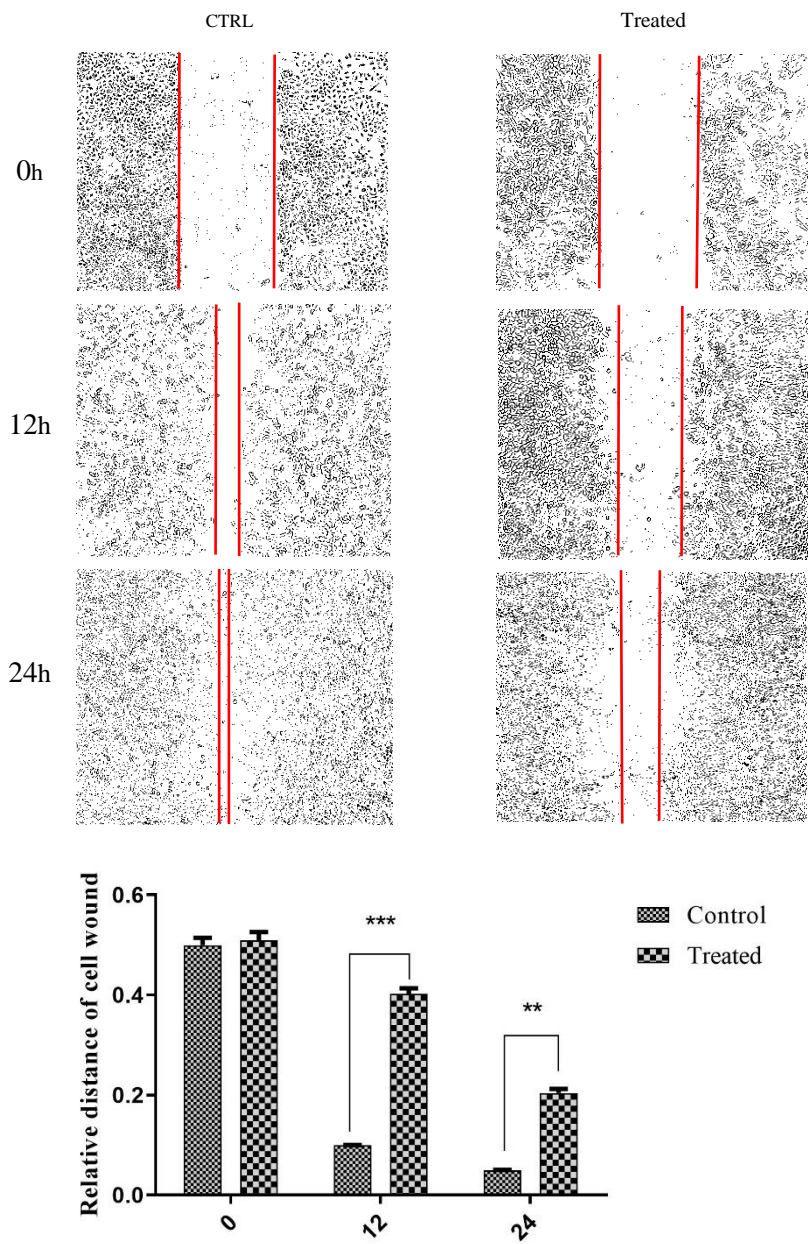 CTRL
Treated
0h
12h
24h
0.6
0.4
0.2
0.0
Relative distance of cell wound
***
**
0
12
24
Control
Treated